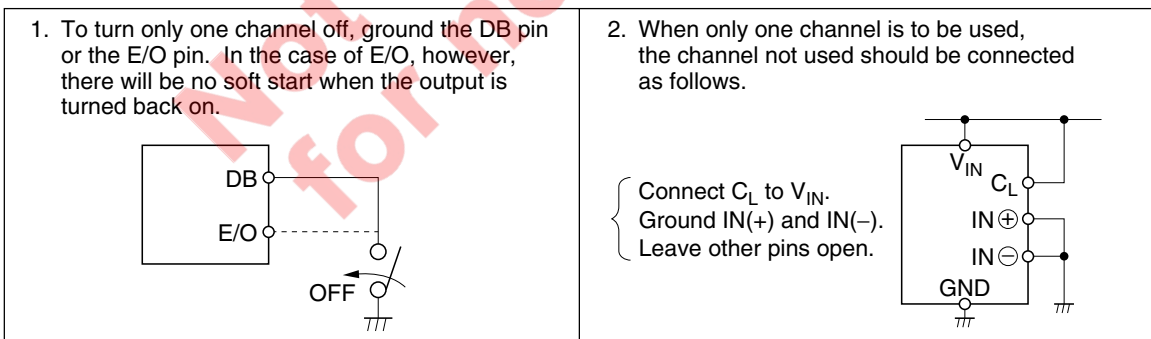 1. To turn only one channel off, ground the DB pin
or the E/O pin. In the case of E/O, however,
there will be no soft start when the output is
turned back on.
DB
E/O
OFF
2. When only one channel is to be used,
the channel not used should be connected
as follows.
Connect CL to VIN.
Ground IN(+) and IN(−).
Leave other pins open.
VIN
CL
IN⊕
IN⊖
GND
Not
for